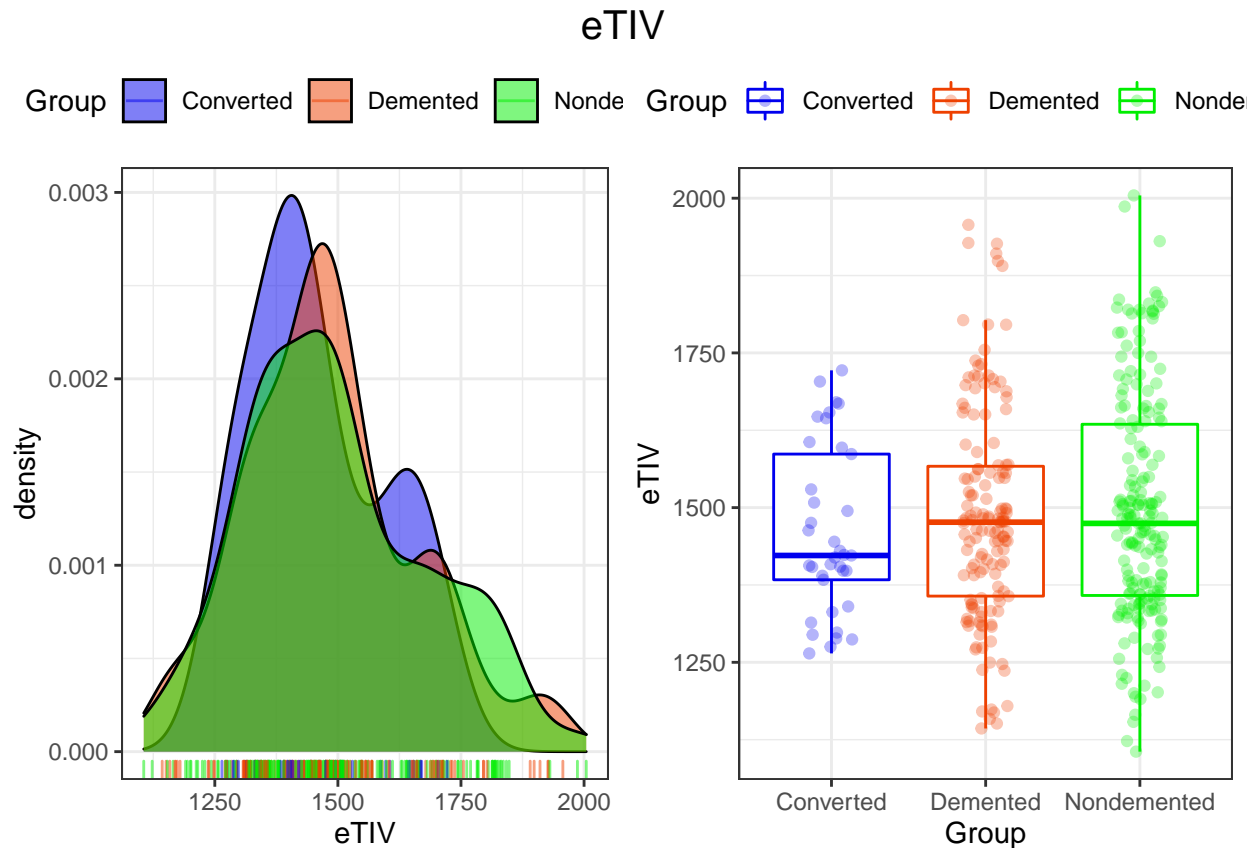 eTIV
Group Converted Demented Nonde
Group Converted Demented Nonde
0.003
0.002
0.001
0.000
density
1250 1500 1750 2000
eTIV
2000
1750
1500
1250
eTIV
Converted Demented Nondemented
Group